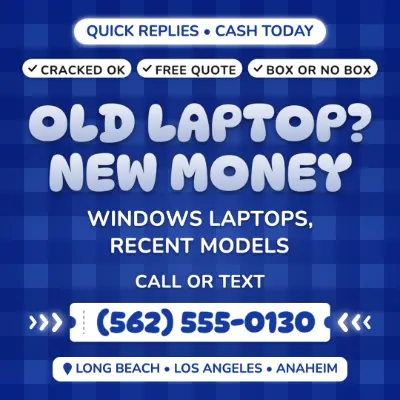 QUICK REPLIES • CASH TODAY
✓ CRACKED OK ✓ FREE QUOTE ✓ BOX OR NO BOX
OLD LAPTOP?
NEW MONEY
WINDOWS LAPTOPS,
RECENT MODELS
CALL OR TEXT
(562) 555-0130
LONG BEACH • LOS ANGELES • ANAHEIM